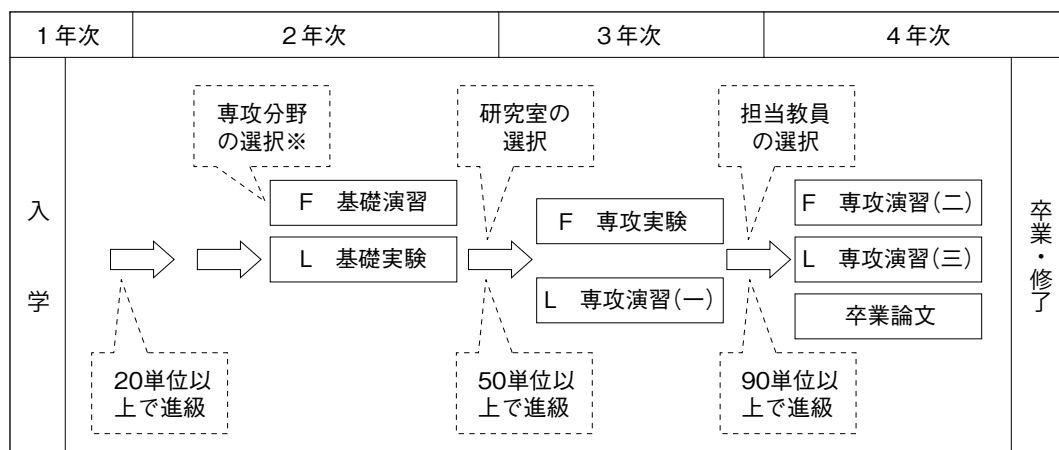 1年次
2年次
3年次
4年次
入学
専攻分野
の選択※
研究室の
選択
担当教員
の選択
F 基礎演習
L 基礎実験
F 専攻実験
L 専攻演習(一)
F 専攻演習(二)
L 専攻演習(三)
卒業論文
20単位以
上で進級
50単位以
上で進級
90単位以
上で進級
卒業・修了